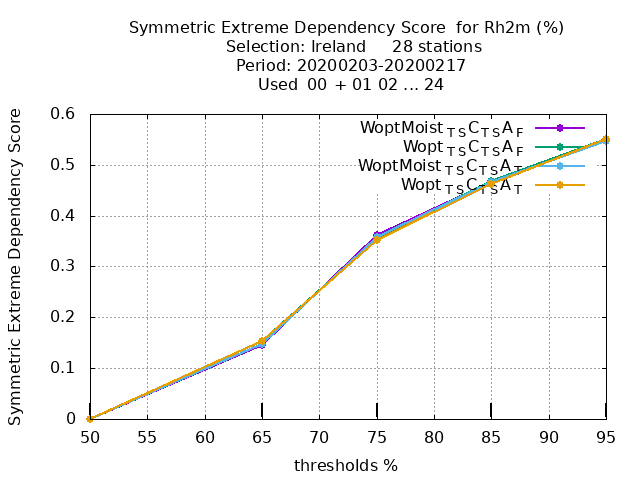 Symmetric Extreme Dependency Score  for Rh2m (%)
Selection: Ireland     28 stations
Period: 20200203-20200217
Used  00 + 01 02 ... 24
Symmetric Extreme Dependency Score
0.6
0.5
0.4
0.3
0.2
0.1
0
WoptMoist TS C TS A F
Wopt TS C TS A F
WoptMoist TS C TS A T
Wopt TS C TS A T
50 55 60 65 70 75 80 85 90 95
thresholds %